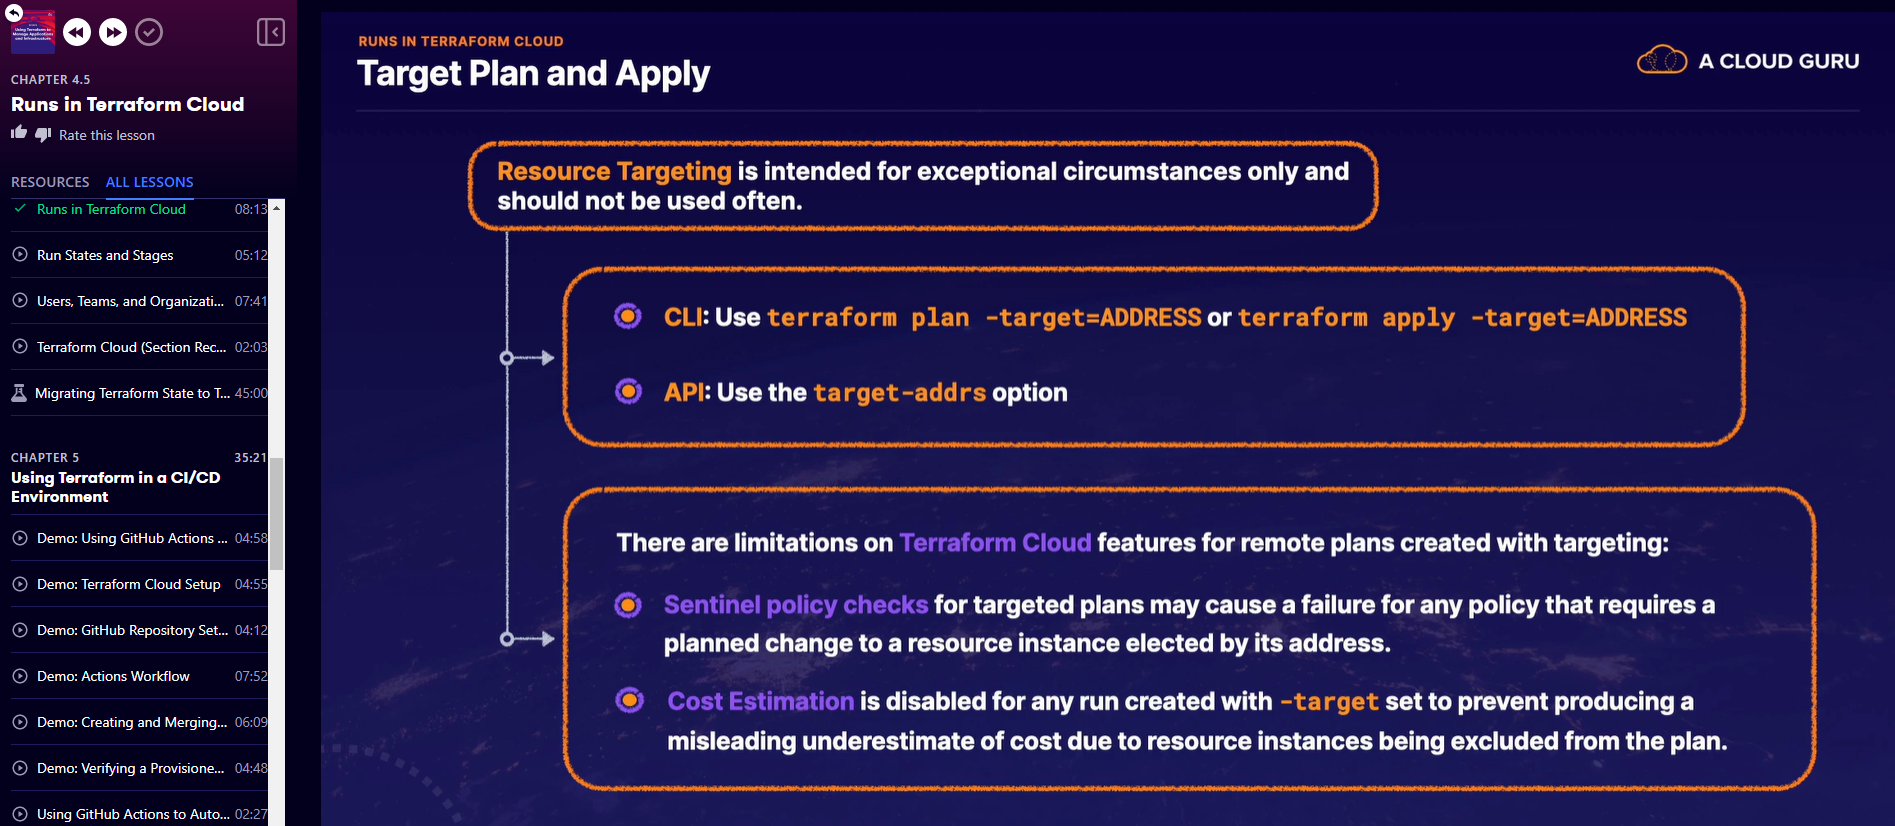 Using Terraform to
Manage Applications
and Infrastructure
CHAPTER 4.5
Runs in Terraform Cloud
Rate this lesson
RESOURCES ALL LESSONS
Runs in Terraform Cloud 08:13
Run States and Stages 05:12
Users, Teams, and Organizati... 07:41
Terraform Cloud (Section Rec... 02:03
Migrating Terraform State to T... 45:00
CHAPTER 5 35:21
Using Terraform in a CI/CD
Environment
Demo: Using GitHub Actions ... 04:58
Demo: Terraform Cloud Setup 04:55
Demo: GitHub Repository Set... 04:12
Demo: Actions Workflow 07:52
Demo: Creating and Merging... 06:09
Demo: Verifying a Provisione... 04:48
Using GitHub Actions to Auto... 02:27
RUNS IN TERRAFORM CLOUD
Target Plan and Apply
A CLOUD GURU
Resource Targeting is intended for exceptional circumstances only and
should not be used often.
CLI: Use terraform plan -target=ADDRESS or terraform apply -target=ADDRESS
API: Use the target-addrs option
There are limitations on Terraform Cloud features for remote plans created with targeting:
Sentinel policy checks for targeted plans may cause a failure for any policy that requires a
planned change to a resource instance elected by its address.
Cost Estimation is disabled for any run created with -target set to prevent producing a
misleading underestimate of cost due to resource instances being excluded from the plan.